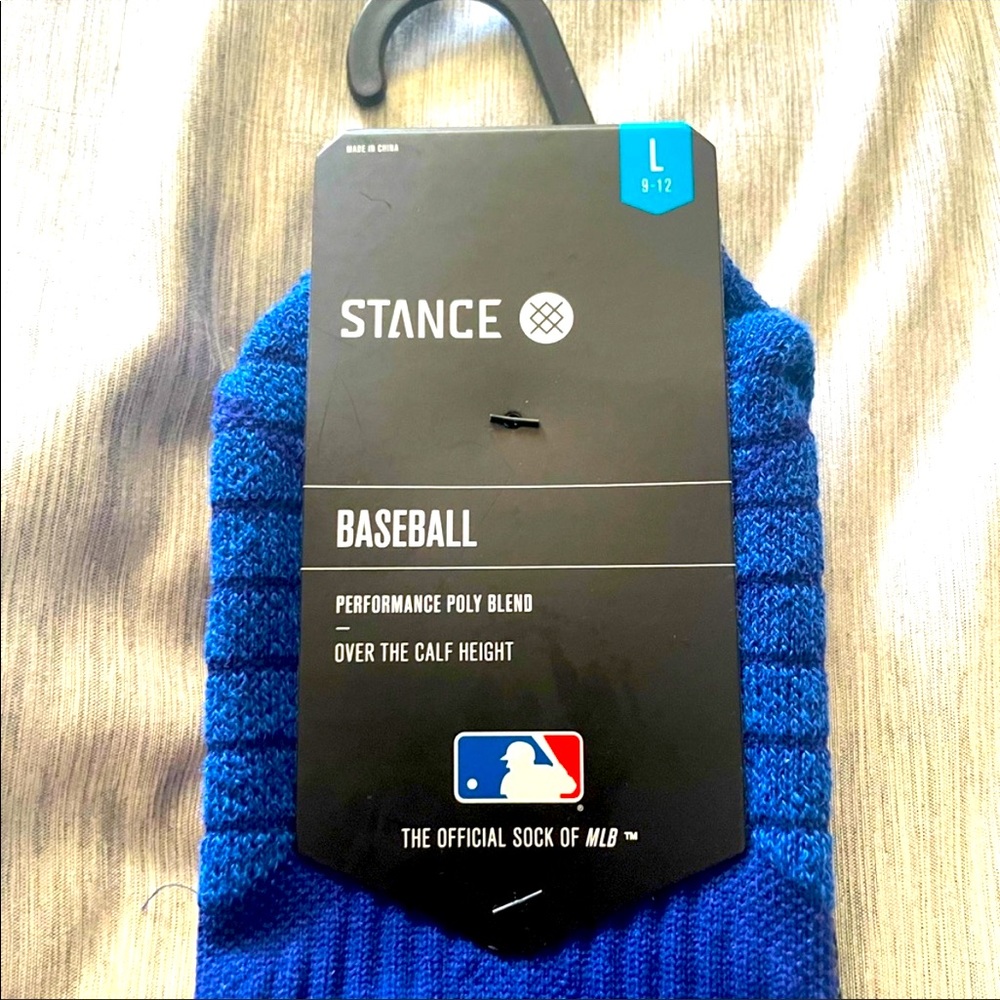 MADE IN CHINA
L
9-12
STANCE
BASEBALL
PERFORMANCE POLY BLEND
OVER THE CALF HEIGHT
®
THE OFFICIAL SOCK OF MLB ™